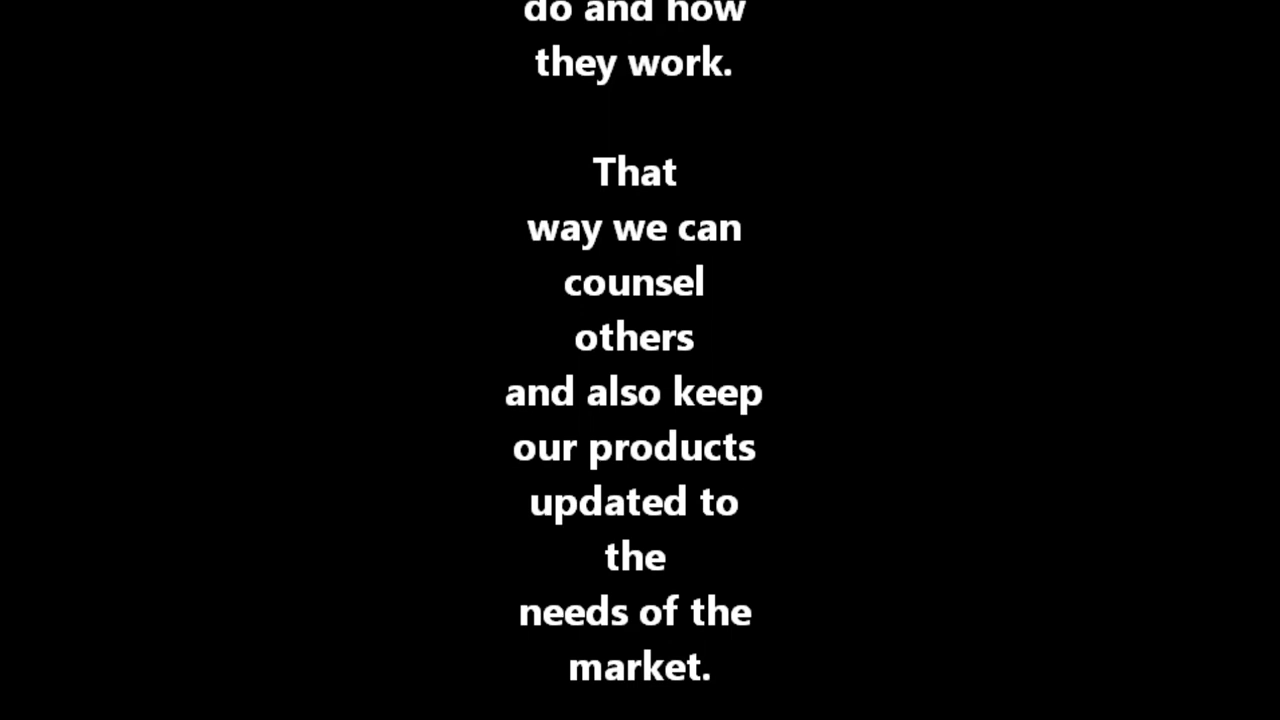 do and how
they work.
That
way we can
counsel
others
and also keep
our products
updated to
the
needs of the
market.